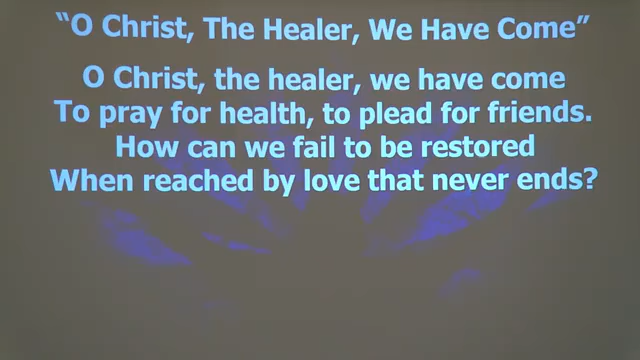 “O Christ, The Healer, We Have Come”
O Christ, the healer, we have come
To pray for health, to plead for friends.
How can we fail to be restored
When reached by love that never ends?